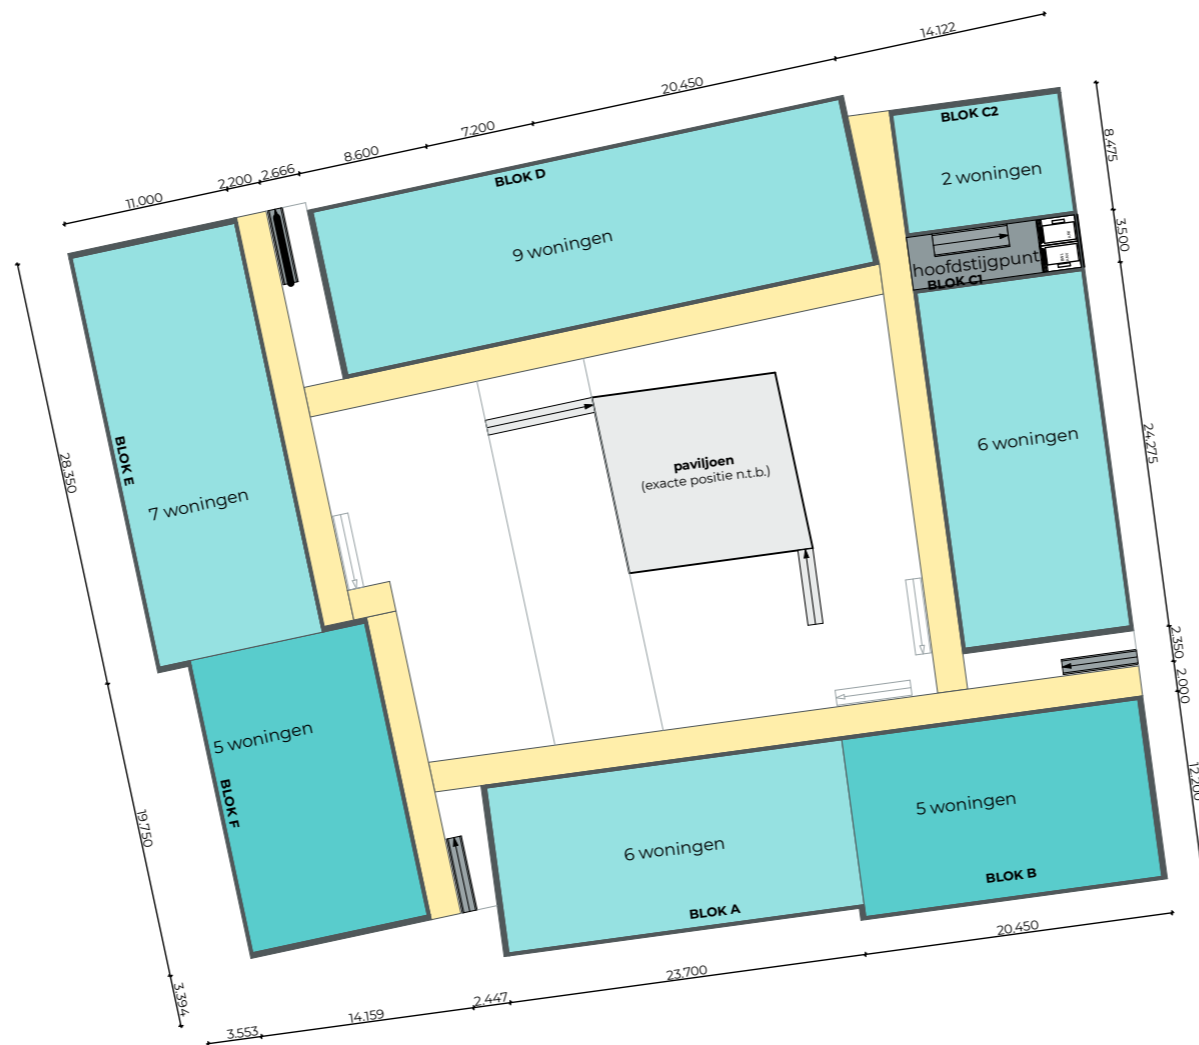 14.122
20.450
7.200
8.600
2.666
2.200
11.000
BLOK C2
8.475
2 woningen
BLOK D
9 woningen
3.500
hoofdstijgpunt
BLOK C1
24.275
6 woningen
BLOK E
28.350
7 woningen
paviljoen
(exacte positie n.t.b.)
2.350
2.000
12.200
5 woningen
BLOK F
19.750
5 woningen
6 woningen
BLOK B
BLOK A
20.450
23.700
2.447
14.159
3.553
3.394